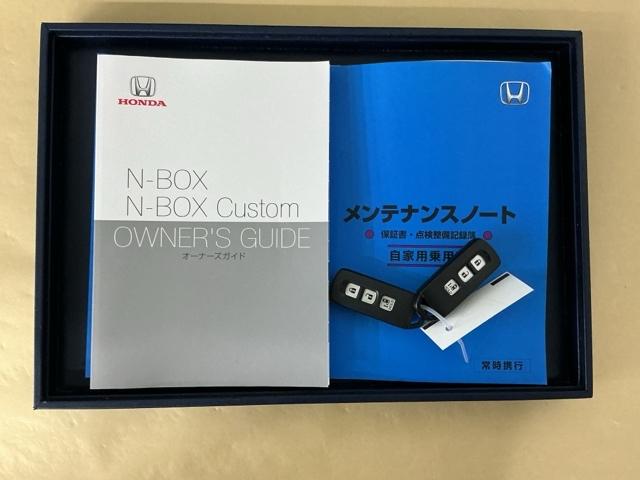 HONDA
N-BOX
N-BOX Custom
OWNER'S GUIDE
オーナーズガイド
メンテナンスノート
保証書・点検整備記録簿
自家用乗用
常時携行